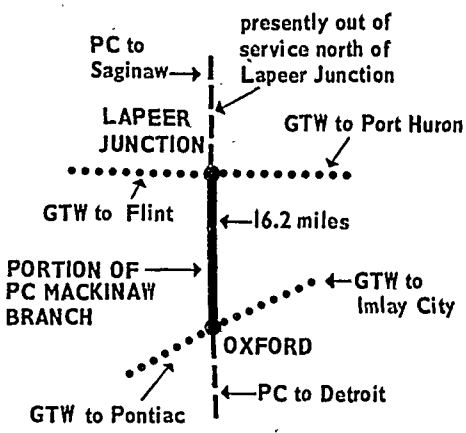 PC to
Saginaw
presently out of
service north of
Lapeer Junction
LAPEER
JUNCTION
GTW to Port Huron
GTW to Flint
16.2 miles
PORTION OF
PC MACKINAW
BRANCH
GTW to
Imlay City
OXFORD
PC to Detroit
GTW to Pontiac